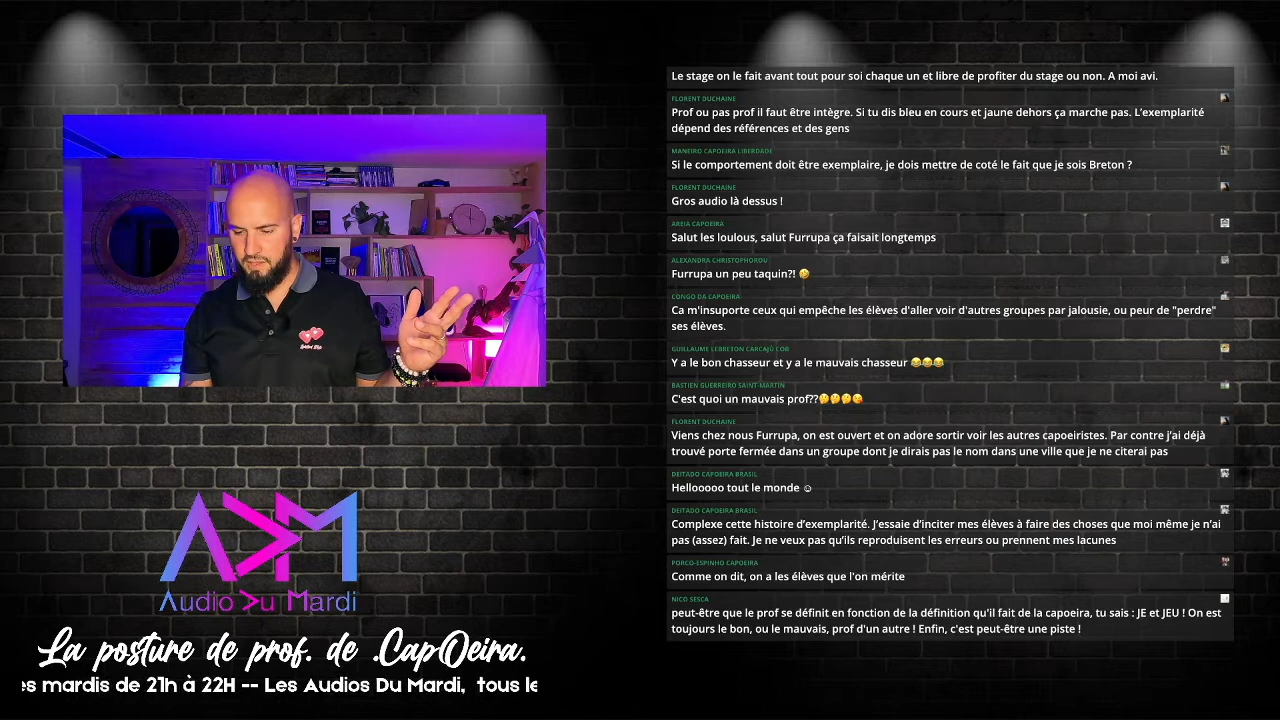 Le stage on le fait avant tout pour soi chaque un et libre de profiter du stage ou non. A moi avi.
FLORENT DUCHAINE
Prof ou pas prof il faut être intègre. Si tu dis bleu en cours et jaune dehors ça marche pas. L'exemplarité
dépend des références et des gens
MANEIRO CAPOEIRA LIBERDADE
Si le comportement doit être exemplaire, je dois mettre de coté le fait que je sois Breton ?
FLORENT DUCHAINE
Gros audio là dessus !
AREIA CAPOEIRA
Salut les loulous, salut Furrupa ça faisait longtemps
ALEXANDRA CHRISTOPHOROU
Furrupa un peu taquin?! 🤣
CONGO DA CAPOEIRA
Ca m'insuporte ceux qui empêche les élèves d'aller voir d'autres groupes par jalousie, ou peur de "perdre"
ses élèves.
GUILLAUME LEBRETON CARCAJÙ COB
Y a le bon chasseur et y a le mauvais chasseur 😂😂😂
BASTIEN GUERREIRO SAINT-MARTIN
C'est quoi un mauvais prof??🤔🤔🤔😘
FLORENT DUCHAINE
Viens chez nous Furrupa, on est ouvert et on adore sortir voir les autres capoeiristes. Par contre j'ai déjà
trouvé porte fermée dans un groupe dont je dirais pas le nom dans une ville que je ne citerai pas
DEITADO CAPOEIRA BRASIL
Hellooooo tout le monde ☺
DEITADO CAPOEIRA BRASIL
Complexe cette histoire d'exemplarité. J'essaie d'inciter mes élèves à faire des choses que moi même je n'ai
pas (assez) fait. Je ne veux pas qu'ils reproduisent les erreurs ou prennent mes lacunes
PORCO-ESPINHO CAPOEIRA
Comme on dit, on a les élèves que l'on mérite
NICO SESCA
peut-être que le prof se définit en fonction de la définition qu'il fait de la capoeira, tu sais : JE et JEU ! On est
toujours le bon, ou le mauvais, prof d'un autre ! Enfin, c'est peut-être une piste !
ADM
Audio Du Mardi
La posture de prof. de .CapOeira.
es mardis de 21h à 22H -- Les Audios Du Mardi, tous le